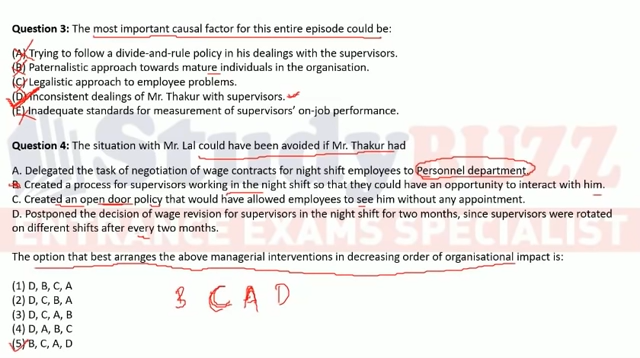 Question 3: The most important causal factor for this entire episode could be:
(A) Trying to follow a divide-and-rule policy in his dealings with the supervisors.
(B) Paternalistic approach towards mature individuals in the organisation.
(C) Legalistic approach to employee problems.
(D) Inconsistent dealings of Mr. Thakur with supervisors.
(E) Inadequate standards for measurement of supervisors' on-job performance.
Question 4: The situation with Mr. Lal could have been avoided if Mr. Thakur had
A. Delegated the task of negotiation of wage contracts for night shift employees to Personnel department.
B. Created a process for supervisors working in the night shift so that they could have an opportunity to interact with him.
C. Created an open door policy that would have allowed employees to see him without any appointment.
D. Postponed the decision of wage revision for supervisors in the night shift for two months, since supervisors were rotated
on different shifts after every two months.
The option that best arranges the above managerial interventions in decreasing order of organisational impact is:
(1) D, B, C, A
(2) D, C, B, A
(3) D, C, A, B
(4) D, A, B, C
(5) B, C, A, D
B C A D
StudyBUZZ
ENTRANCE EXAMS SPECIALIST